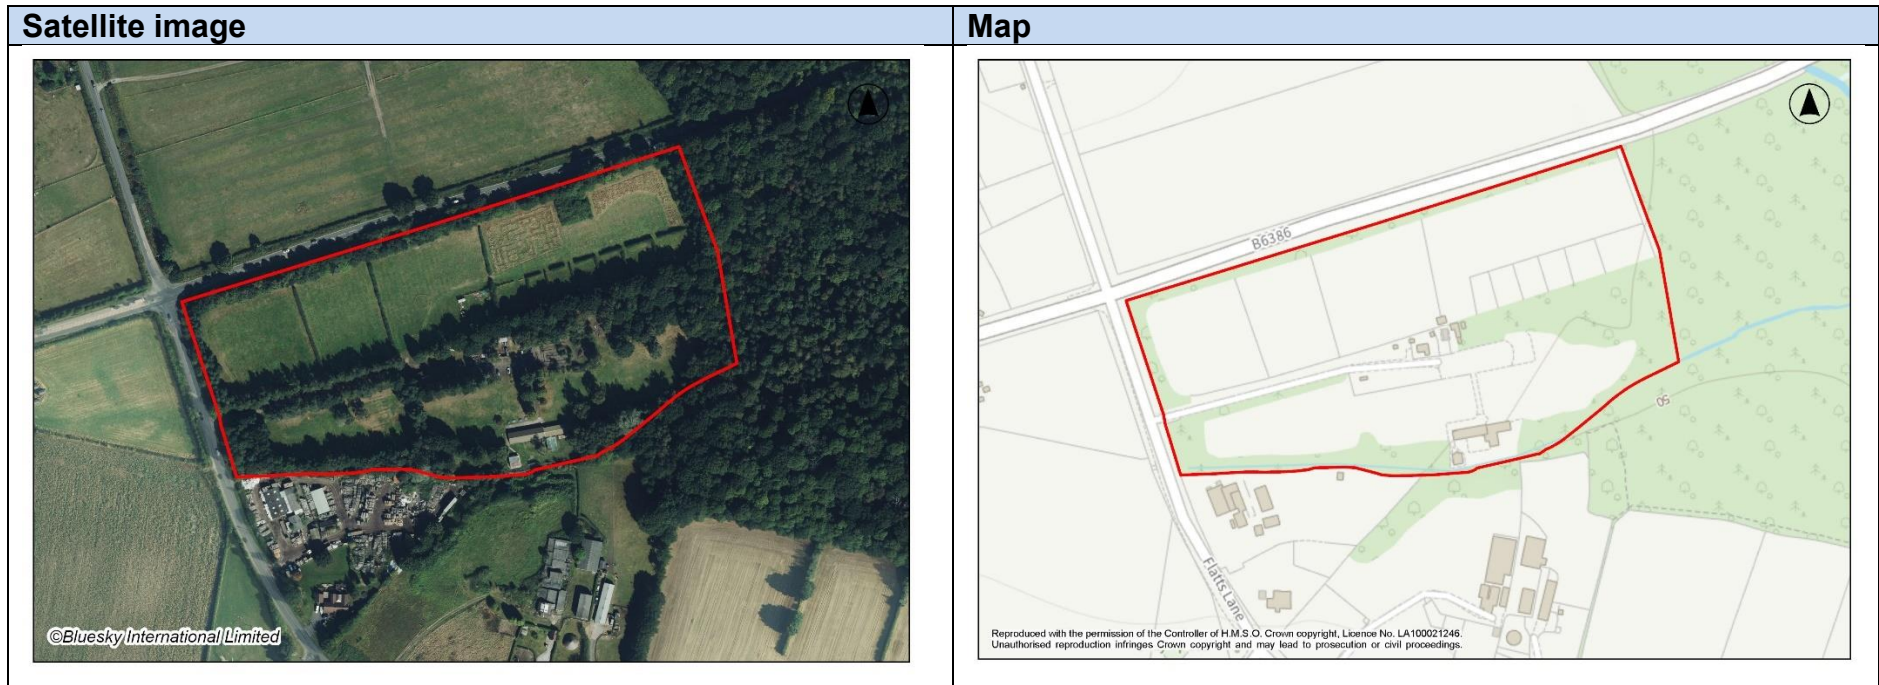 Satellite image
Map
©Bluesky International Limited
B6386
50
Flatts Lane
Reproduced with the permission of the Controller of H.M.S.O. Crown copyright, Licence No. LA100021246.
Unauthorised reproduction infringes Crown copyright and may lead to prosecution or civil proceedings.